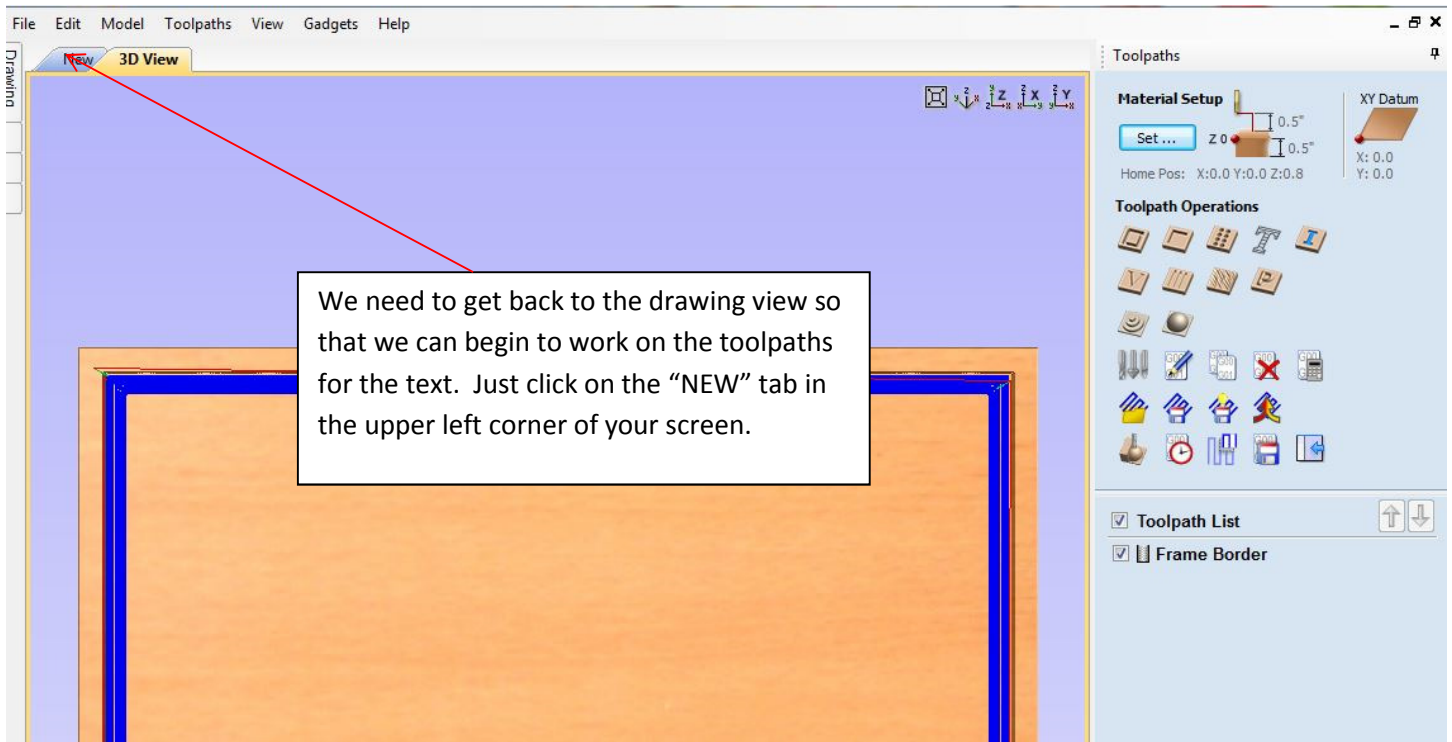 File Edit Model Toolpaths View Gadgets Help
Drawing
New 3D View
Toolpaths
Material Setup
XY Datum
0.5"
Set ...
Z 0
0.5"
X: 0.0
Home Pos: X:0.0 Y:0.0 Z:0.8
Y: 0.0
Toolpath Operations
We need to get back to the drawing view so
that we can begin to work on the toolpaths
for the text. Just click on the “NEW” tab in
the upper left corner of your screen.
Toolpath List
Frame Border